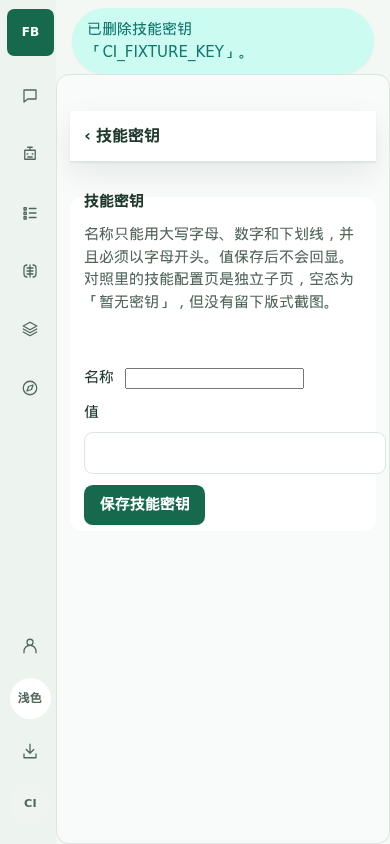 FB
已删除技能密钥
「CI_FIXTURE_KEY」。
‹ 技能密钥
技能密钥
名称只能用大写字母、数字和下划线，并
且必须以字母开头。值保存后不会回显。
对照里的技能配置页是独立子页，空态为
「暂无密钥」，但没有留下版式截图。
名称
值
保存技能密钥
浅色
CI